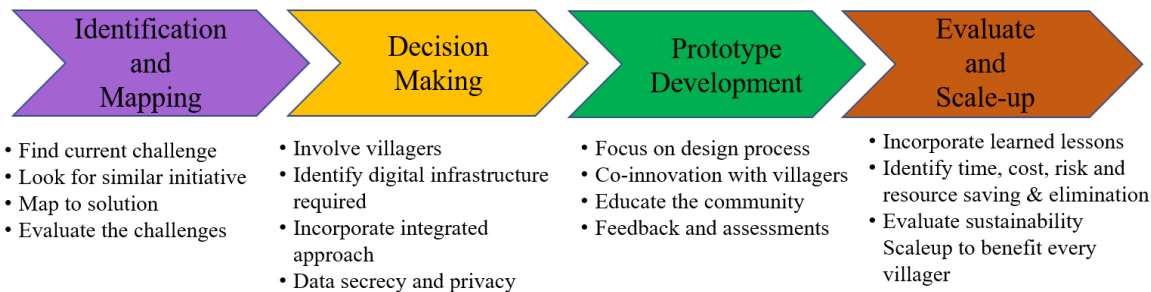 Identification
and
Mapping
• Find current challenge
• Look for similar initiative
• Map to solution
• Evaluate the challenges
Decision
Making
• Involve villagers
• Identify digital infrastructure
required
• Incorporate integrated
approach
• Data secrecy and privacy
Prototype
Development
• Focus on design process
• Co-innovation with villagers
• Educate the community
• Feedback and assessments
Evaluate
and
Scale-up
• Incorporate learned lessons
• Identify time, cost, risk and
resource saving & elimination
• Evaluate sustainability
Scaleup to benefit every
villager